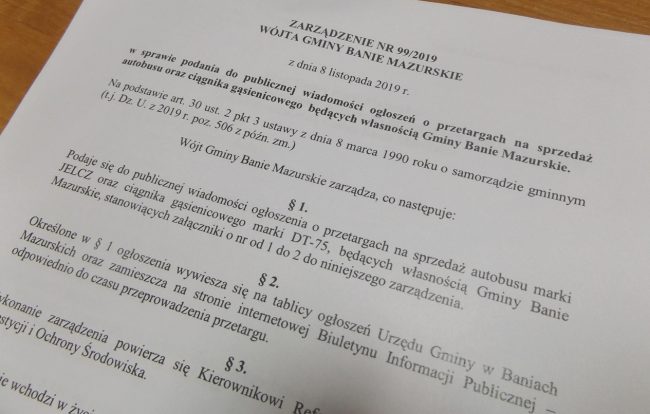 ZARZĄDZENIE NR 99/2019
WÓJTA GMINY BANIE MAZURSKIE
z dnia 8 listopada 2019 r.
w sprawie podania do publicznej wiadomości ogłoszeń o przetargach na sprzedaż
autobusu oraz ciągnika gąsienicowego będących własnością Gminy Banie Mazurskie.
Na podstawie art. 30 ust. 2 pkt 3 ustawy z dnia 8 marca 1990 roku o samorządzie gminnym
(t.j. Dz. U. z 2019 r. poz. 506 z późn. zm.)
Wójt Gminy Banie Mazurskie zarządza, co następuje:
§ 1.
Podaje się do publicznej wiadomości ogłoszenia o przetargach na sprzedaż autobusu marki
JELCZ oraz ciągnika gąsienicowego marki DT-75, będących własnością Gminy Banie
Mazurskie, stanowiących załączniki o nr od 1 do 2 do niniejszego zarządzenia.
§ 2.
Określone w § 1 ogłoszenia wywiesza się na tablicy ogłoszeń Urzędu Gminy w Baniach
Mazurskich oraz zamieszcza na stronie internetowej Biuletynu Informacji Publicznej –
odpowiednio do czasu przeprowadzenia przetargu.
§ 3.
ykonanie zarządzenia powierza się Kierownikowi Ref
estycji i Ochrony Środowiska.
ie wchodzi w życi